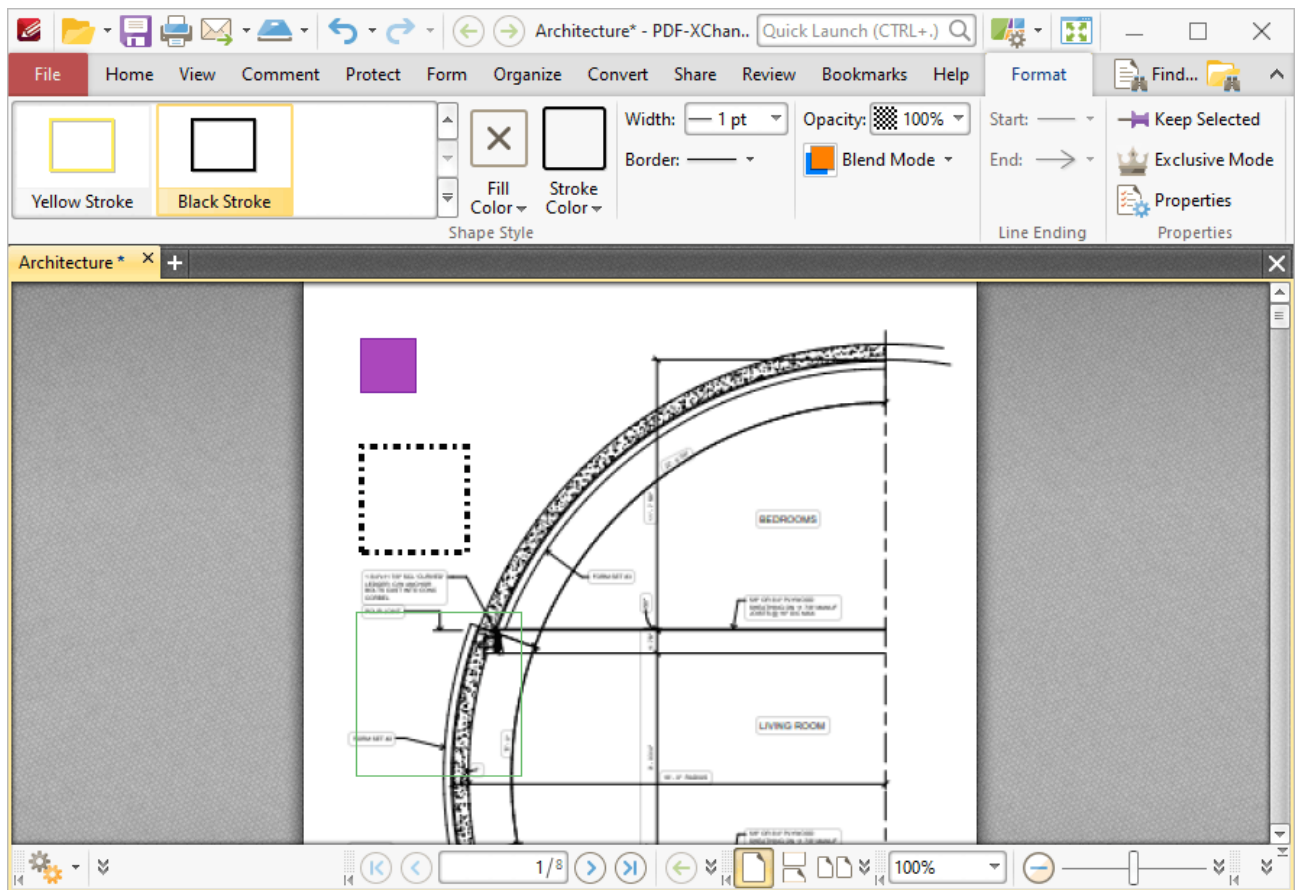 Architecture* - PDF-XChan..
Quick Launch (CTRL+.)
File Home View Comment Protect Form Organize Convert Share Review Bookmarks Help Format Find...
Yellow Stroke
Black Stroke
Fill Color
Stroke Color
Width: 1 pt
Border:
Shape Style
Opacity: 100%
Blend Mode
Start:
End:
Line Ending
Keep Selected
Exclusive Mode
Properties
Properties
Architecture *
BEDROOMS
LIVING ROOM
1/8
100%